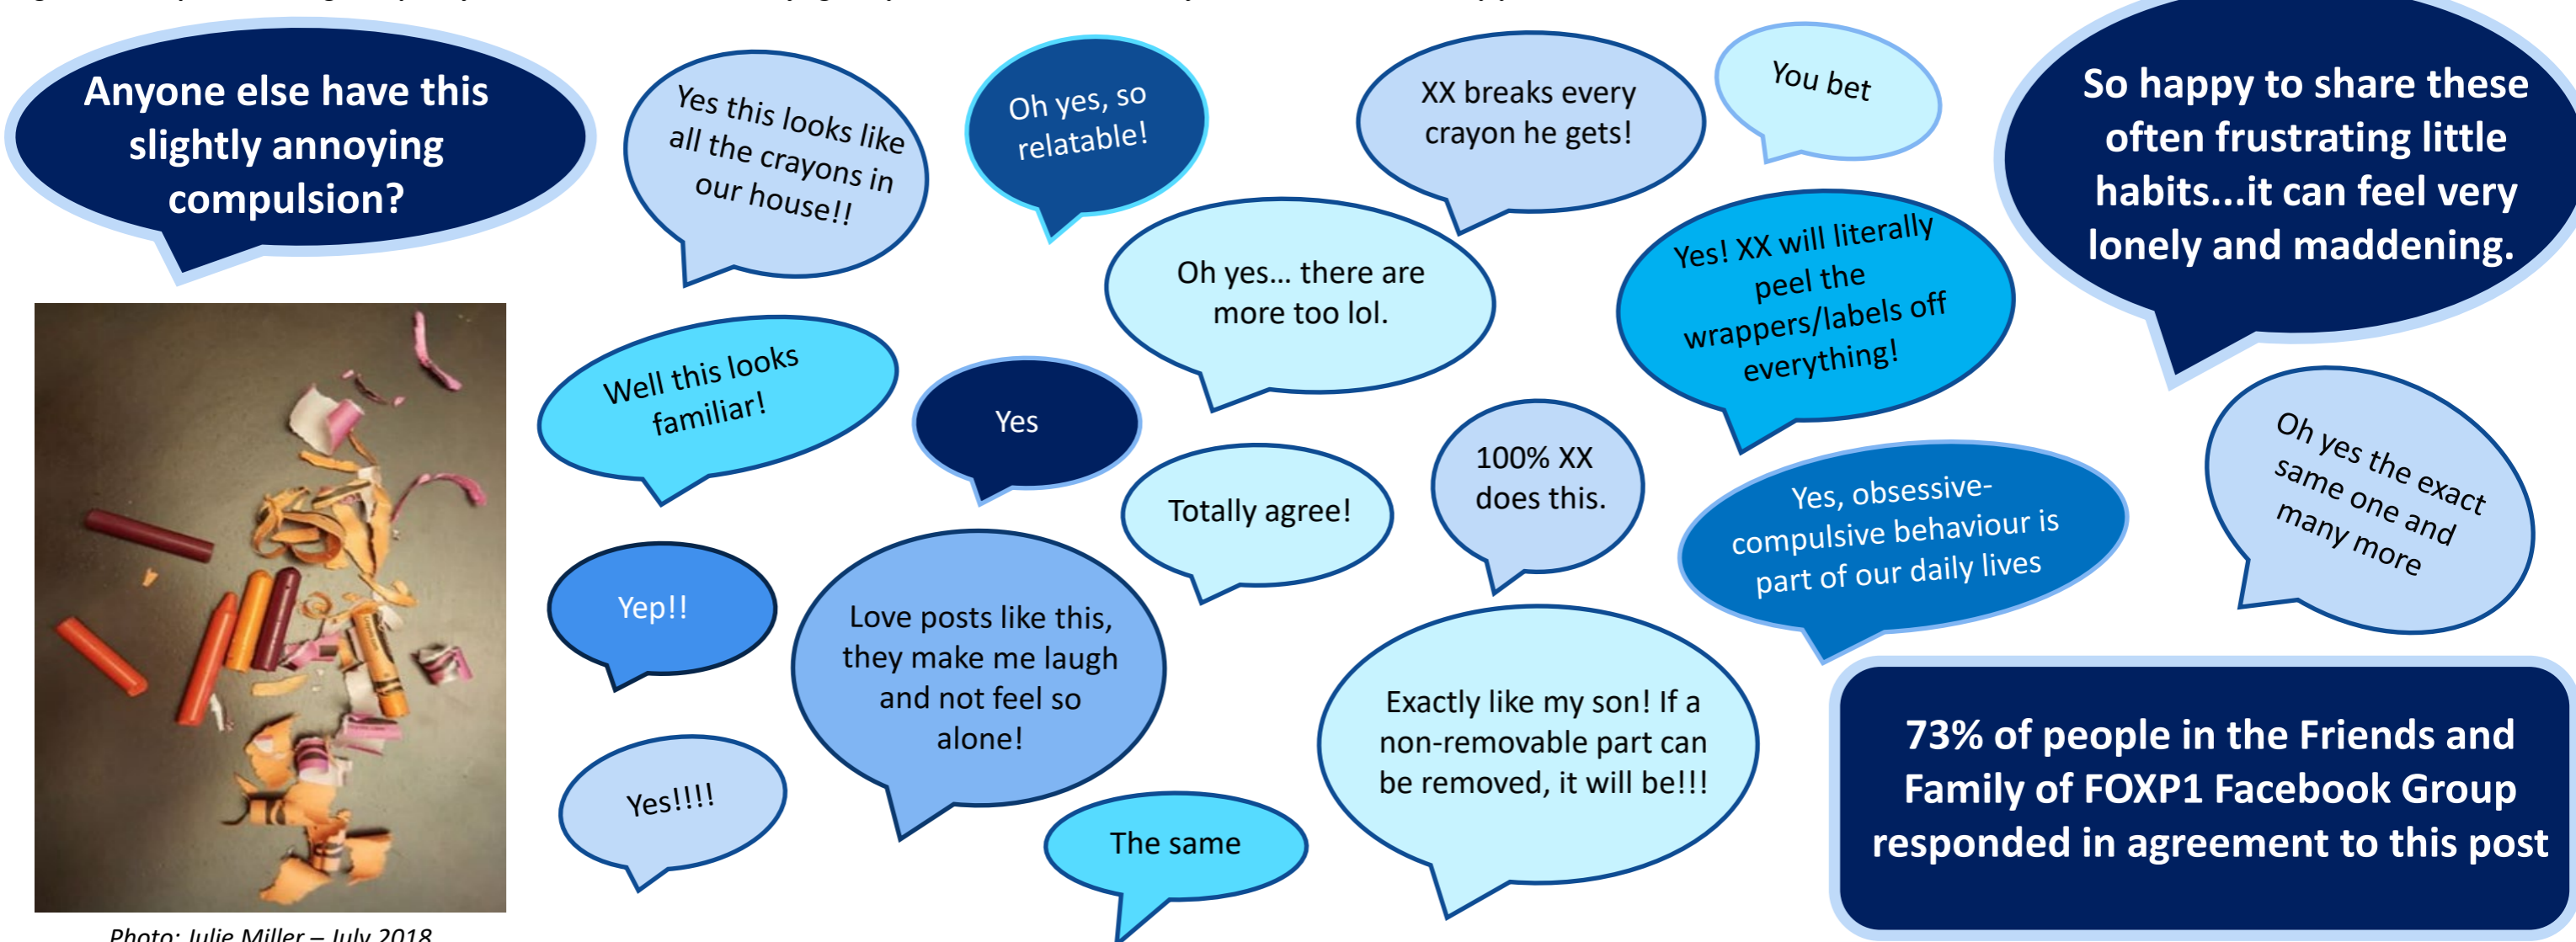 Anyone else have this
slightly annoying
compulsion?
Yes this looks like
all the crayons in
our house!!
Oh yes, so
relatable!
XX breaks every
crayon he gets!
You bet
So happy to share these
often frustrating little
habits...it can feel very
lonely and maddening.
Oh yes… there are
more too lol.
Yes! XX will literally
peel the
wrappers/labels off
everything!
Well this looks
familiar!
Yes
Totally agree!
100% XX
does this.
Yes, obsessive-
compulsive behaviour is
part of our daily lives
Oh yes the exact
same one and
many more
Yep!!
Love posts like this,
they make me laugh
and not feel so
alone!
Exactly like my son! If a
non-removable part can
be removed, it will be!!!
Yes!!!!
The same
73% of people in the Friends and
Family of FOXP1 Facebook Group
responded in agreement to this post
Photo: Julie Miller – July 2018